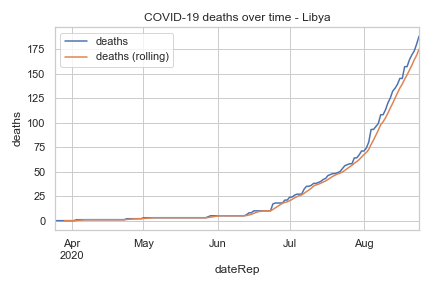 COVID-19 deaths over time - Libya
deaths
deaths (rolling)
deaths
175
150
125
100
75
50
25
0
Apr
2020
May
Jun
Jul
Aug
dateRep